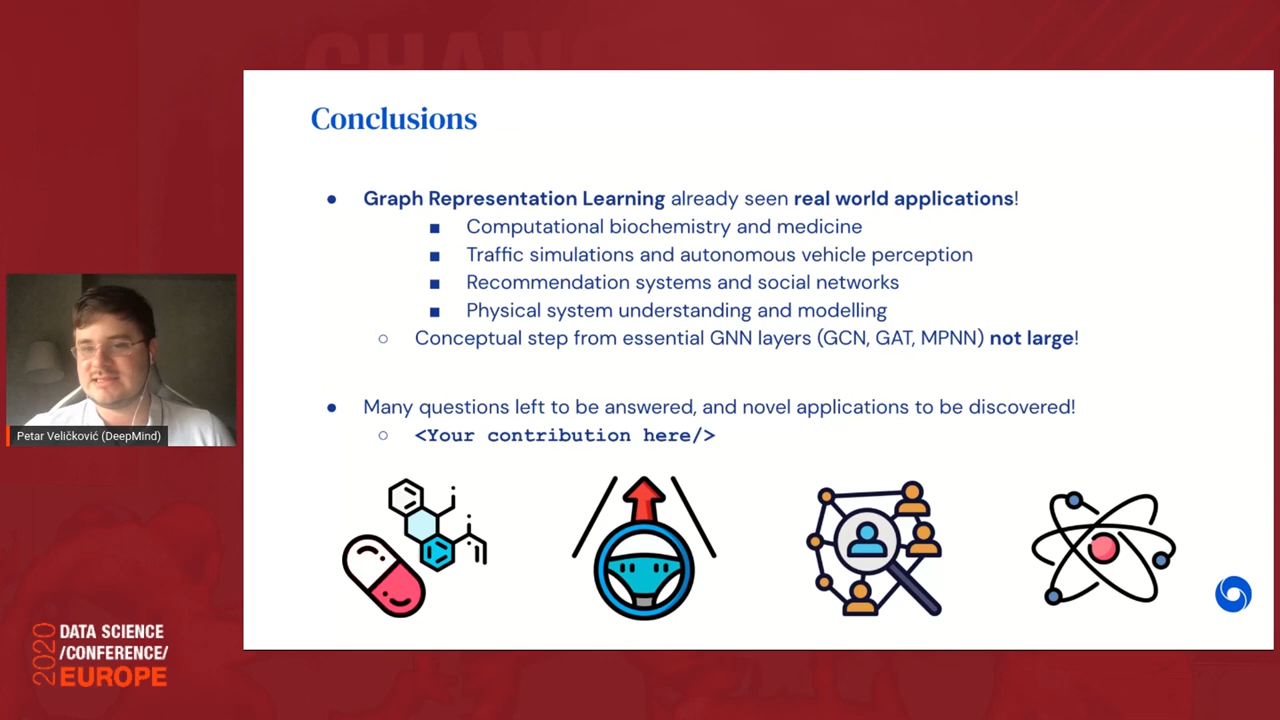 CHANG
Conclusions
● Graph Representation Learning already seen real world applications!
■ Computational biochemistry and medicine
■ Traffic simulations and autonomous vehicle perception
■ Recommendation systems and social networks
■ Physical system understanding and modelling
○ Conceptual step from essential GNN layers (GCN, GAT, MPNN) not large!
● Many questions left to be answered, and novel applications to be discovered!
○ <Your contribution here/>
Petar Veličković (DeepMind)
2020
DATA SCIENCE
/CONFERENCE/
EUROPE